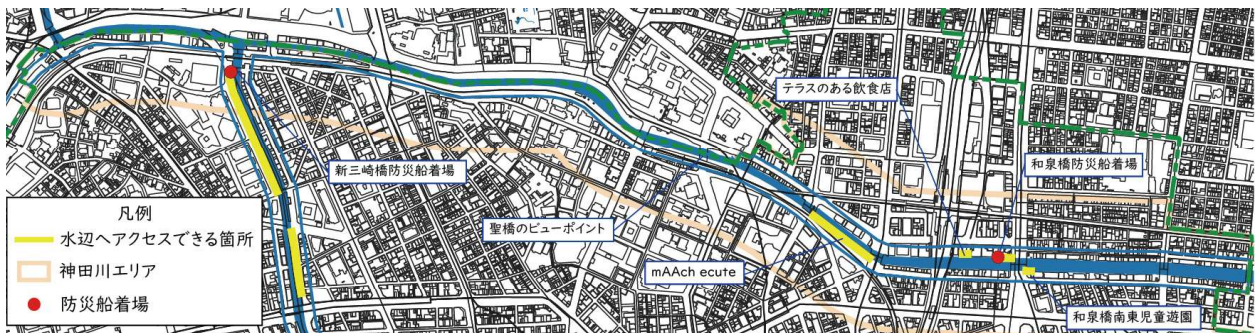 テラスのある飲食店
和泉橋防災船着場
新三崎橋防災船着場
聖橋のビューポイント
mAAch ecute
和泉橋南東児童遊園
凡例
水辺へアクセスできる箇所
神田川エリア
防災船着場